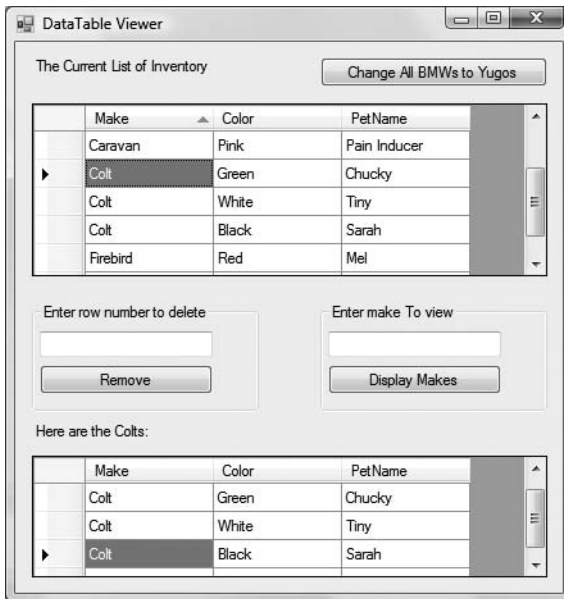 DataTable Viewer
The Current List of Inventory
Change All BMWs to Yugos
Make Color PetName
Caravan Pink Pain Inducer
Colt Green Chucky
Colt White Tiny
Colt Black Sarah
Firebird Red Mel
Enter row number to delete
Enter make To view
Remove
Display Makes
Here are the Colts:
Make Color PetName
Colt Green Chucky
Colt White Tiny
Colt Black Sarah